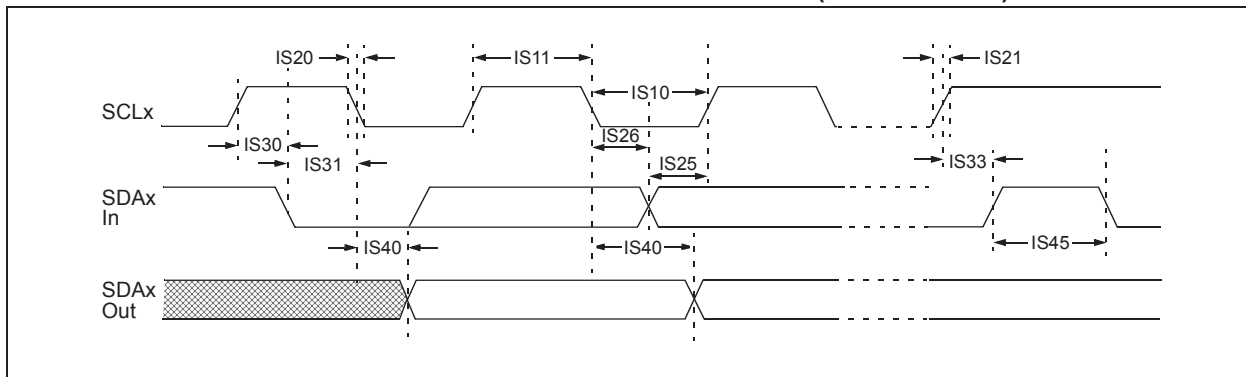 IS20
IS11
IS21
IS10
SCLx
IS26
IS30
IS31
IS25
IS33
SDAx
In
IS40
IS40
IS45
SDAx
Out